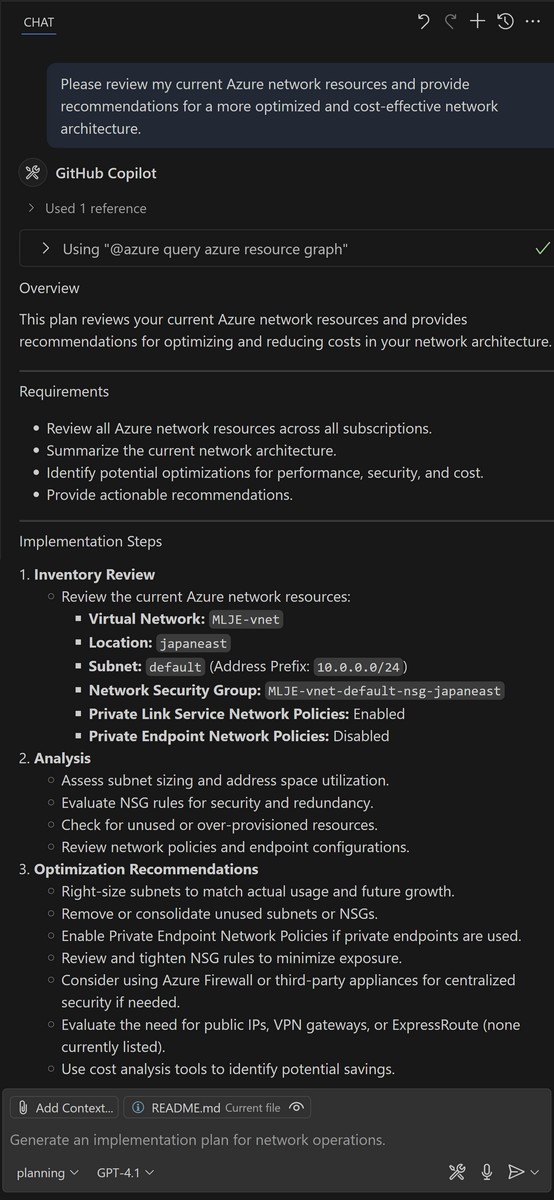 CHAT
Please review my current Azure network resources and provide
recommendations for a more optimized and cost-effective network
architecture.
GitHub Copilot
Used 1 reference
Using "@azure query azure resource graph"
Overview
This plan reviews your current Azure network resources and provides
recommendations for optimizing and reducing costs in your network architecture.
Requirements
• Review all Azure network resources across all subscriptions.
• Summarize the current network architecture.
• Identify potential optimizations for performance, security, and cost.
• Provide actionable recommendations.
Implementation Steps
1. Inventory Review
○ Review the current Azure network resources:
▪ Virtual Network: MLJE-vnet
▪ Location: japaneast
▪ Subnet: default (Address Prefix: 10.0.0.0/24)
▪ Network Security Group: MLJE-vnet-default-nsg-japaneast
▪ Private Link Service Network Policies: Enabled
▪ Private Endpoint Network Policies: Disabled
2. Analysis
○ Assess subnet sizing and address space utilization.
○ Evaluate NSG rules for security and redundancy.
○ Check for unused or over-provisioned resources.
○ Review network policies and endpoint configurations.
3. Optimization Recommendations
○ Right-size subnets to match actual usage and future growth.
○ Remove or consolidate unused subnets or NSGs.
○ Enable Private Endpoint Network Policies if private endpoints are used.
○ Review and tighten NSG rules to minimize exposure.
○ Consider using Azure Firewall or third-party appliances for centralized
security if needed.
○ Evaluate the need for public IPs, VPN gateways, or ExpressRoute (none
currently listed).
○ Use cost analysis tools to identify potential savings.
Add Context... README.md Current file
Generate an implementation plan for network operations.
planning GPT-4.1